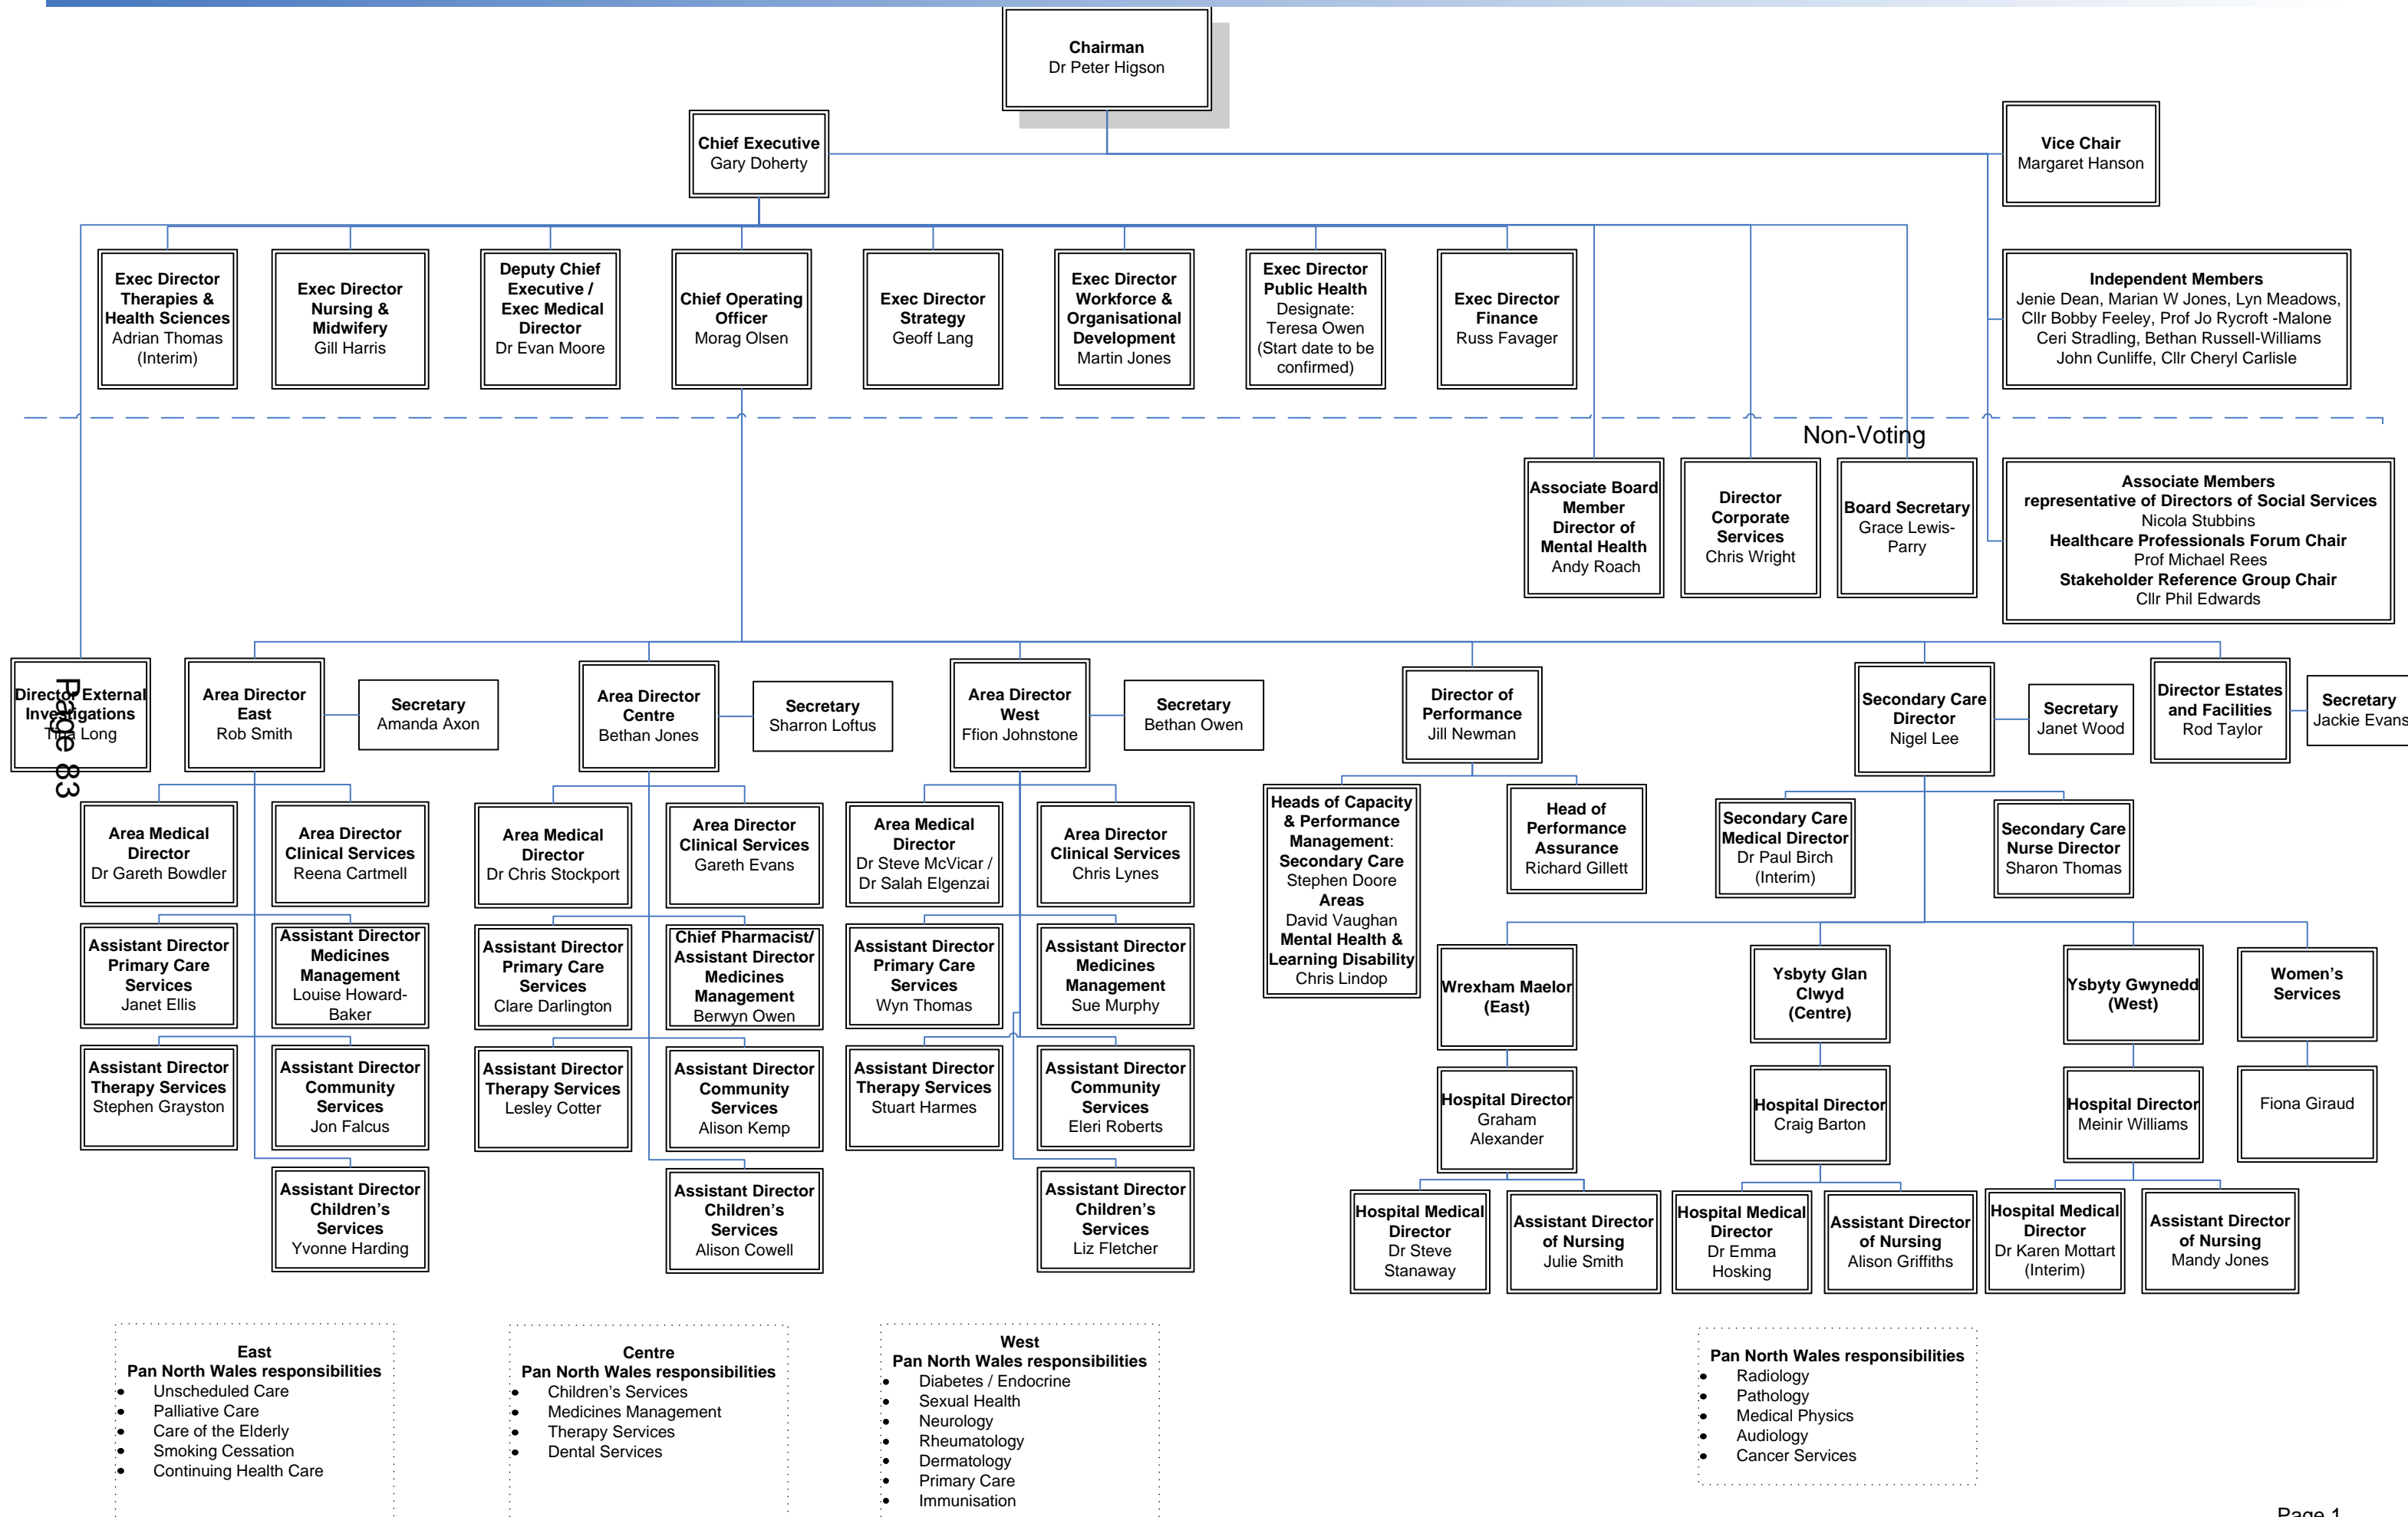 Chairman
Dr Peter Higson
Chief Executive
Gary Doherty
Vice Chair
Margaret Hanson
Exec Director
Therapies &
Health Sciences
Adrian Thomas
(Interim)
Exec Director
Nursing &
Midwifery
Gill Harris
Deputy Chief
Executive /
Exec Medical
Director
Dr Evan Moore
Chief Operating
Officer
Morag Olsen
Exec Director
Strategy
Geoff Lang
Exec Director
Workforce &
Organisational
Development
Martin Jones
Exec Director
Public Health
Designate:
Teresa Owen
(Start date to be
confirmed)
Exec Director
Finance
Russ Favager
Independent Members
Jenie Dean, Marian W Jones, Lyn Meadows,
Cllr Bobby Feeley, Prof Jo Rycroft -Malone
Ceri Stradling, Bethan Russell-Williams
John Cunliffe, Cllr Cheryl Carlisle
Non-Voting
Associate Board
Member
Director of
Mental Health
Andy Roach
Director
Corporate
Services
Chris Wright
Board Secretary
Grace Lewis-
Parry
Associate Members
representative of Directors of Social Services
Nicola Stubbins
Healthcare Professionals Forum Chair
Prof Michael Rees
Stakeholder Reference Group Chair
Cllr Phil Edwards
Director External
Investigations
Long
Page 83
Area Director
East
Rob Smith
Secretary
Amanda Axon
Area Director
Centre
Bethan Jones
Secretary
Sharron Loftus
Area Director
West
Ffion Johnstone
Secretary
Bethan Owen
Director of
Performance
Jill Newman
Secondary Care
Director
Nigel Lee
Secretary
Janet Wood
Director Estates
and Facilities
Rod Taylor
Secretary
Jackie Evans
Area Medical
Director
Dr Gareth Bowdler
Area Director
Clinical Services
Reena Cartmell
Area Medical
Director
Dr Chris Stockport
Area Director
Clinical Services
Gareth Evans
Area Medical
Director
Dr Steve McVicar /
Dr Salah Elgenzai
Area Director
Clinical Services
Chris Lynes
Heads of Capacity
& Performance
Management:
Secondary Care
Stephen Doore
Areas
David Vaughan
Mental Health &
Learning Disability
Chris Lindop
Head of
Performance
Assurance
Richard Gillett
Secondary Care
Medical Director
Dr Paul Birch
(Interim)
Secondary Care
Nurse Director
Sharon Thomas
Assistant Director
Primary Care
Services
Janet Ellis
Assistant Director
Medicines
Management
Louise Howard-
Baker
Assistant Director
Primary Care
Services
Clare Darlington
Chief Pharmacist/
Assistant Director
Medicines
Management
Berwyn Owen
Assistant Director
Primary Care
Services
Wyn Thomas
Assistant Director
Medicines
Management
Sue Murphy
Wrexham Maelor
(East)
Ysbyty Glan
Clwyd
(Centre)
Ysbyty Gwynedd
(West)
Women's
Services
Assistant Director
Therapy Services
Stephen Grayston
Assistant Director
Community
Services
Jon Falcus
Assistant Director
Therapy Services
Lesley Cotter
Assistant Director
Community
Services
Alison Kemp
Assistant Director
Therapy Services
Stuart Harmes
Assistant Director
Community
Services
Eleri Roberts
Hospital Director
Graham
Alexander
Hospital Director
Craig Barton
Hospital Director
Meinir Williams
Fiona Giraud
Assistant Director
Children's
Services
Yvonne Harding
Assistant Director
Children's
Services
Alison Cowell
Assistant Director
Children's
Services
Liz Fletcher
Hospital Medical
Director
Dr Steve
Stanaway
Assistant Director
of Nursing
Julie Smith
Hospital Medical
Director
Dr Emma
Hosking
Assistant Director
of Nursing
Alison Griffiths
Hospital Medical
Director
Dr Karen Mottart
(Interim)
Assistant Director
of Nursing
Mandy Jones
East
Pan North Wales responsibilities
• Unscheduled Care
• Palliative Care
• Care of the Elderly
• Smoking Cessation
• Continuing Health Care
Centre
Pan North Wales responsibilities
• Children's Services
• Medicines Management
• Therapy Services
• Dental Services
West
Pan North Wales responsibilities
• Diabetes / Endocrine
• Sexual Health
• Neurology
• Rheumatology
• Dermatology
• Primary Care
• Immunisation
Pan North Wales responsibilities
• Radiology
• Pathology
• Medical Physics
• Audiology
• Cancer Services
Page 1